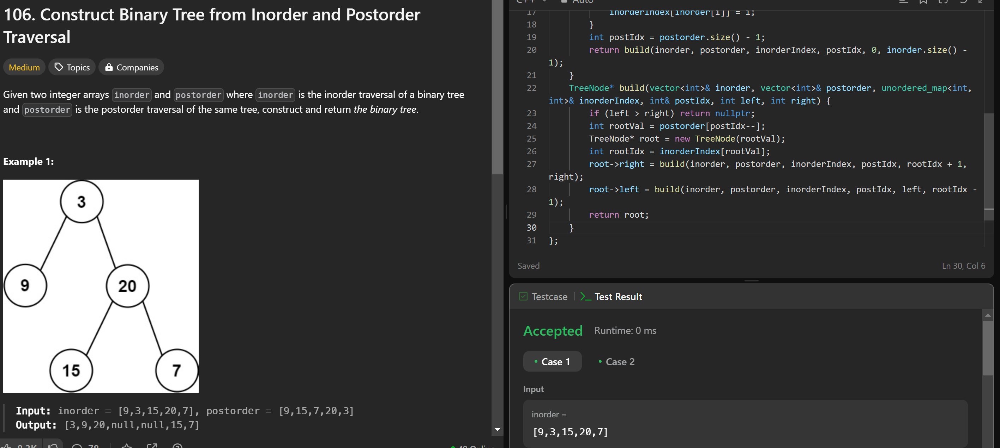 106. Construct Binary Tree from Inorder and Postorder
Traversal
Medium
Topics
Companies
Given two integer arrays inorder and postorder where inorder is the inorder traversal of a binary tree
and postorder is the postorder traversal of the same tree, construct and return the binary tree.
Example 1:
3
9
20
15
7
Input: inorder = [9,3,15,20,7], postorder = [9,15,7,20,3]
Output: [3,9,20,null,null,15,7]
8.3K
78
40 Online
C++
Auto
17 inorderIndex[inorder[i]] = i;
18 }
19 int postIdx = postorder.size() - 1;
20 return build(inorder, postorder, inorderIndex, postIdx, 0, inorder.size() -
1);
21 }
22 TreeNode* build(vector<int>& inorder, vector<int>& postorder, unordered_map<int,
int>& inorderIndex, int& postIdx, int left, int right) {
23 if (left > right) return nullptr;
24 int rootVal = postorder[postIdx--];
25 TreeNode* root = new TreeNode(rootVal);
26 int rootIdx = inorderIndex[rootVal];
27 root->right = build(inorder, postorder, inorderIndex, postIdx, rootIdx + 1,
right);
28 root->left = build(inorder, postorder, inorderIndex, postIdx, left, rootIdx -
1);
29 return root;
30 }
31 };
Saved
Ln 30, Col 6
Testcase
Test Result
Accepted Runtime: 0 ms
Case 1
Case 2
Input
inorder =
[9,3,15,20,7]